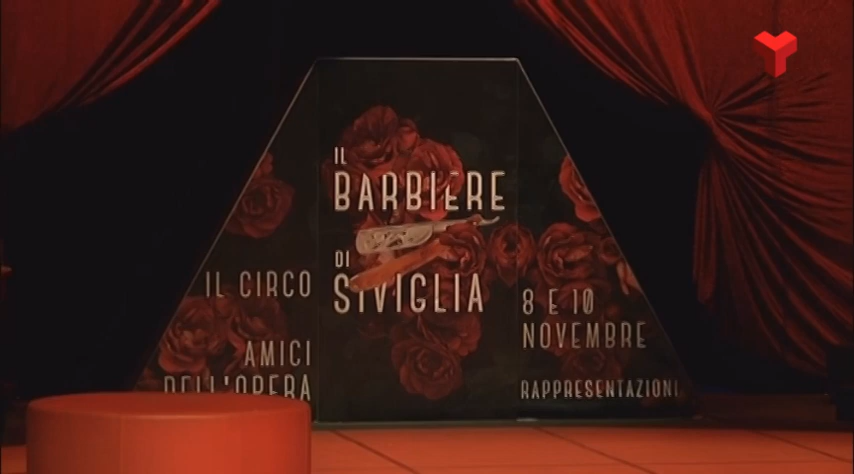 IL CIRCO
AMICI
DELL'OPERA
IL
BARBIERE
DI
SIVIGLIA
8 E 10
NOVEMBRE
RAPPRESENTAZIONI